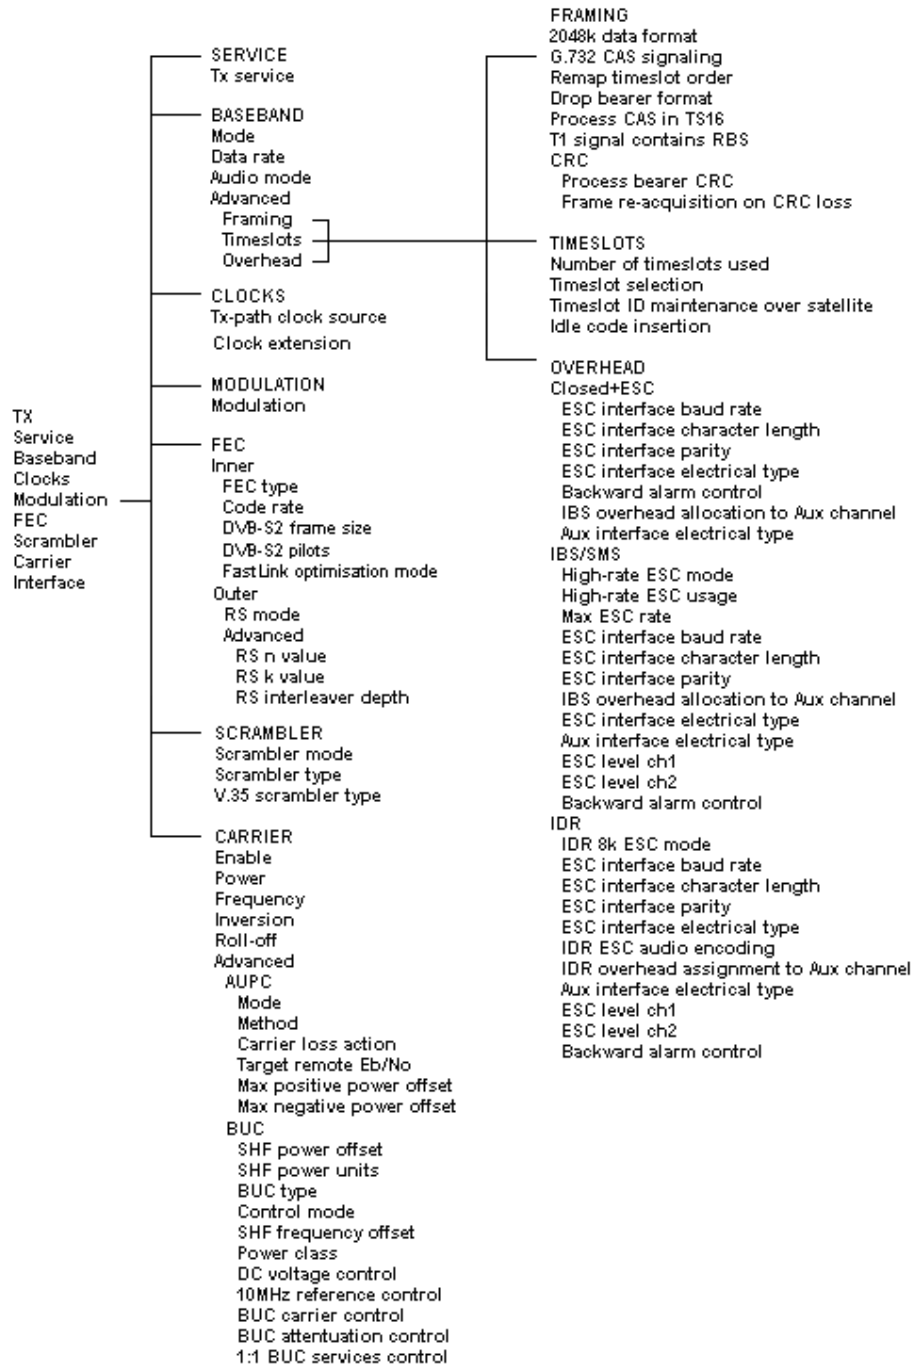 TX
Service
Baseband
Clocks
Modulation
FEC
Scrambler
Carrier
Interface
SERVICE
Tx service
BASEBAND
Mode
Data rate
Audio mode
Advanced
Framing
Timeslots
Overhead
CLOCKS
Tx-path clock source
Clock extension
MODULATION
Modulation
FEC
Inner
FEC type
Code rate
DVB-S2 frame size
DVB-S2 pilots
FastLink optimisation mode
Outer
RS mode
Advanced
RS n value
RS k value
RS interleaver depth
SCRAMBLER
Scrambler mode
Scrambler type
V.35 scrambler type
CARRIER
Enable
Power
Frequency
Inversion
Roll-off
Advanced
AUPC
Mode
Method
Carrier loss action
Target remote Eb/No
Max positive power offset
Max negative power offset
BUC
SHF power offset
SHF power units
BUC type
Control mode
SHF frequency offset
Power class
DC voltage control
10MHz reference control
BUC carrier control
BUC attentuation control
1:1 BUC services control
FRAMING
2048k data format
G.732 CAS signaling
Remap timeslot order
Drop bearer format
Process CAS in TS16
T1 signal contains RBS
CRC
Process bearer CRC
Frame re-acquisition on CRC loss
TIMESLOTS
Number of timeslots used
Timeslot selection
Timeslot ID maintenance over satellite
Idle code insertion
OVERHEAD
Closed+ESC
ESC interface baud rate
ESC interface character length
ESC interface parity
ESC interface electrical type
Backward alarm control
IBS overhead allocation to Aux channel
Aux interface electrical type
IBS/SMS
High-rate ESC mode
High-rate ESC usage
Max ESC rate
ESC interface baud rate
ESC interface character length
ESC interface parity
IBS overhead allocation to Aux channel
ESC interface electrical type
Aux interface electrical type
ESC level ch1
ESC level ch2
Backward alarm control
IDR
IDR 8k ESC mode
ESC interface baud rate
ESC interface character length
ESC interface parity
ESC interface electrical type
IDR ESC audio encoding
IDR overhead assignment to Aux channel
Aux interface electrical type
ESC level ch1
ESC level ch2
Backward alarm control